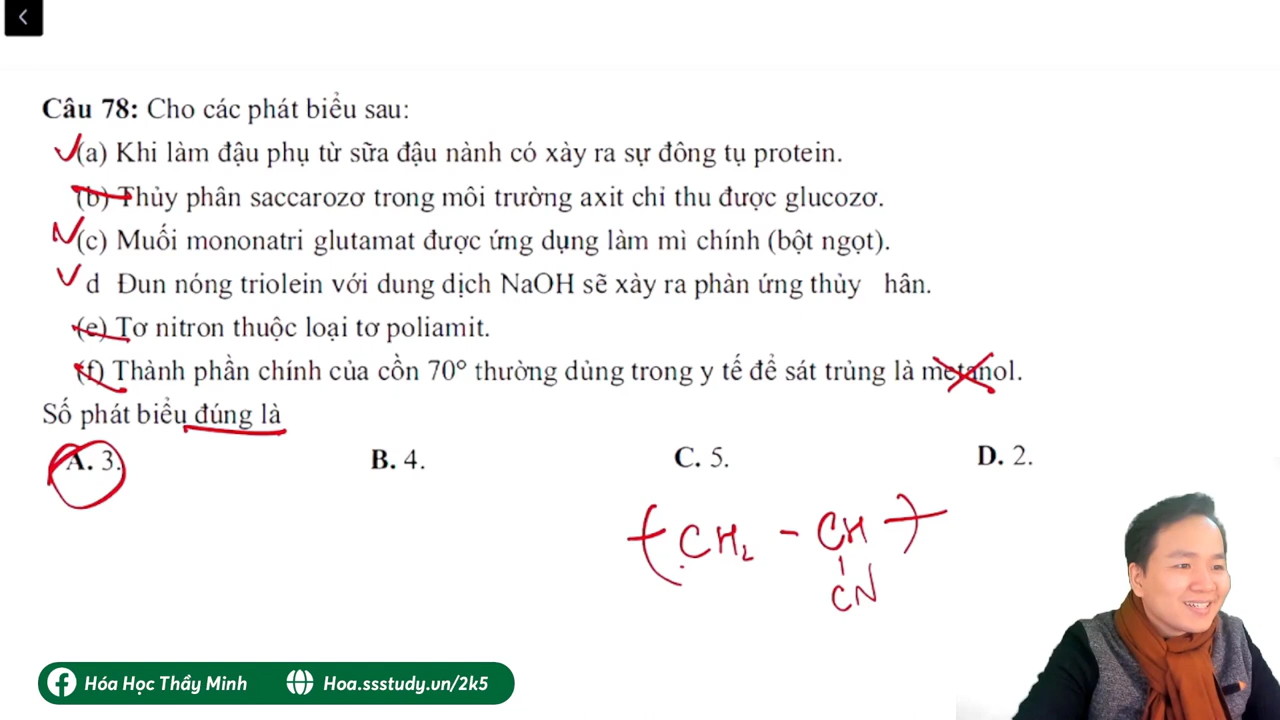 Câu 78: Cho các phát biểu sau:
(a) Khi làm đậu phụ từ sữa đậu nành có xảy ra sự đông tụ protein.
(b) Thủy phân saccarozơ trong môi trường axit chỉ thu được glucozơ.
(c) Muối mononatri glutamat được ứng dụng làm mì chính (bột ngọt).
d Đun nóng triolein với dung dịch NaOH sẽ xảy ra phản ứng thủy hân.
(e) Tơ nitron thuộc loại tơ poliamit.
(f) Thành phần chính của cồn 70° thường dùng trong y tế để sát trùng là metanol.
Số phát biểu đúng là
A. 3. B. 4. C. 5. D. 2.
( CH₂ - CH )
CN
Hóa Học Thầy Minh Hoa.ssstudy.vn/2k5